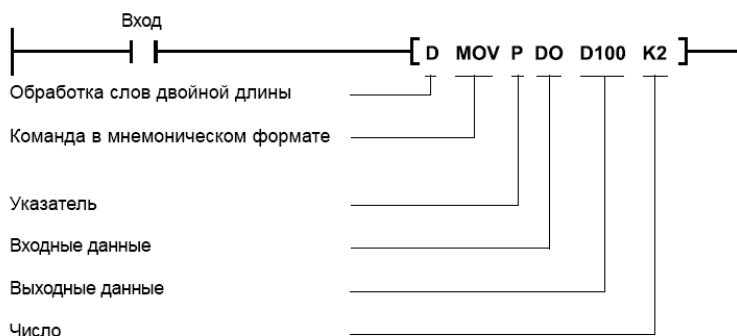 Вход
D MOV P DO D100 K2
Обработка слов двойной длины
Команда в мнемоническом формате
Указатель
Входные данные
Выходные данные
Число